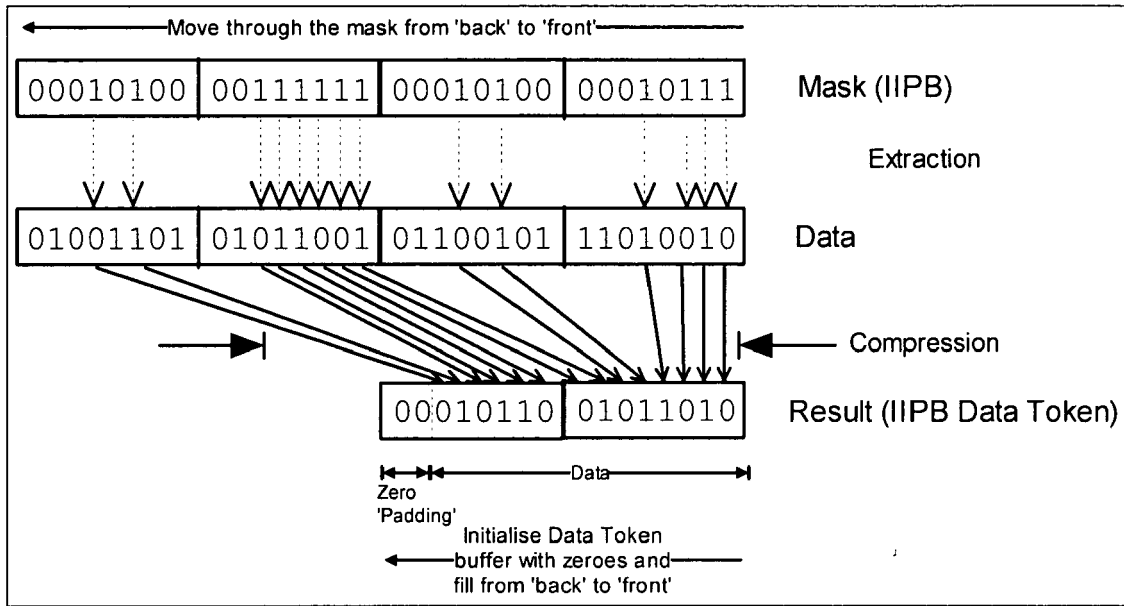 Move through the mask from 'back' to 'front'
00010100 00111111 00010100 00010111 Mask (IIPB)
Extraction
01001101 01011001 01100101 11010010 Data
Compression
00010110 01011010 Result (IIPB Data Token)
Data
Zero
'Padding'
Initialise Data Token
buffer with zeroes and
fill from 'back' to 'front'